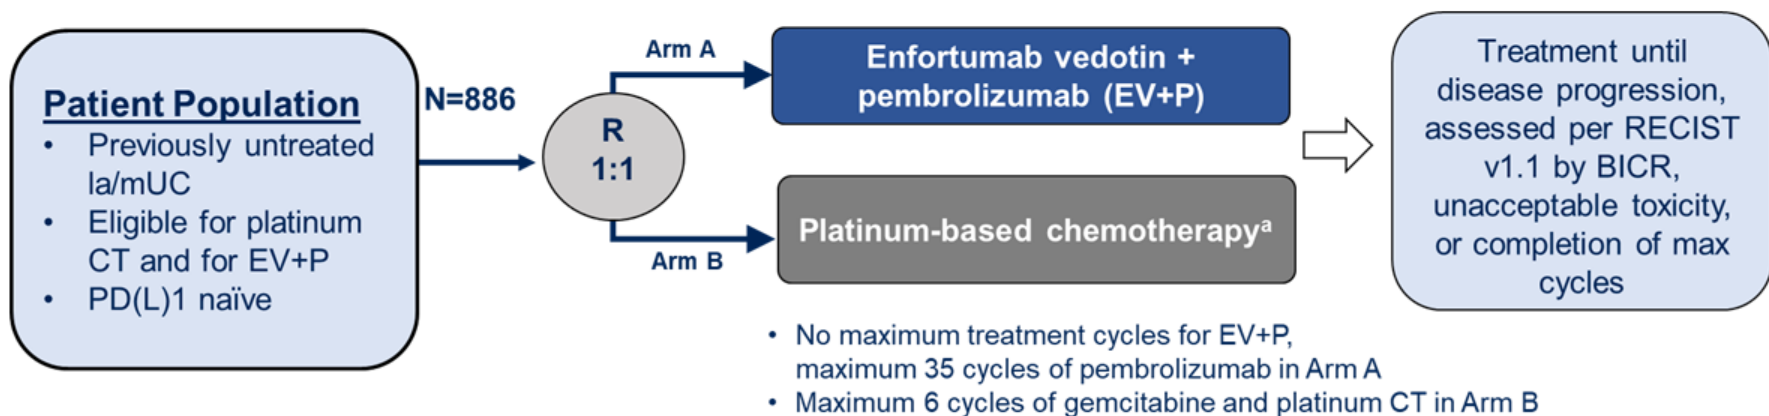 Patient Population
• Previously untreated
la/mUC
• Eligible for platinum
CT and for EV+P
• PD(L)1 naïve
N=886
R
1:1
Arm A
Enfortumab vedotin +
pembrolizumab (EV+P)
Arm B
Platinum-based chemotherapyᵃ
• No maximum treatment cycles for EV+P,
maximum 35 cycles of pembrolizumab in Arm A
• Maximum 6 cycles of gemcitabine and platinum CT in Arm B
Treatment until
disease progression,
assessed per RECIST
v1.1 by BICR,
unacceptable toxicity,
or completion of max
cycles